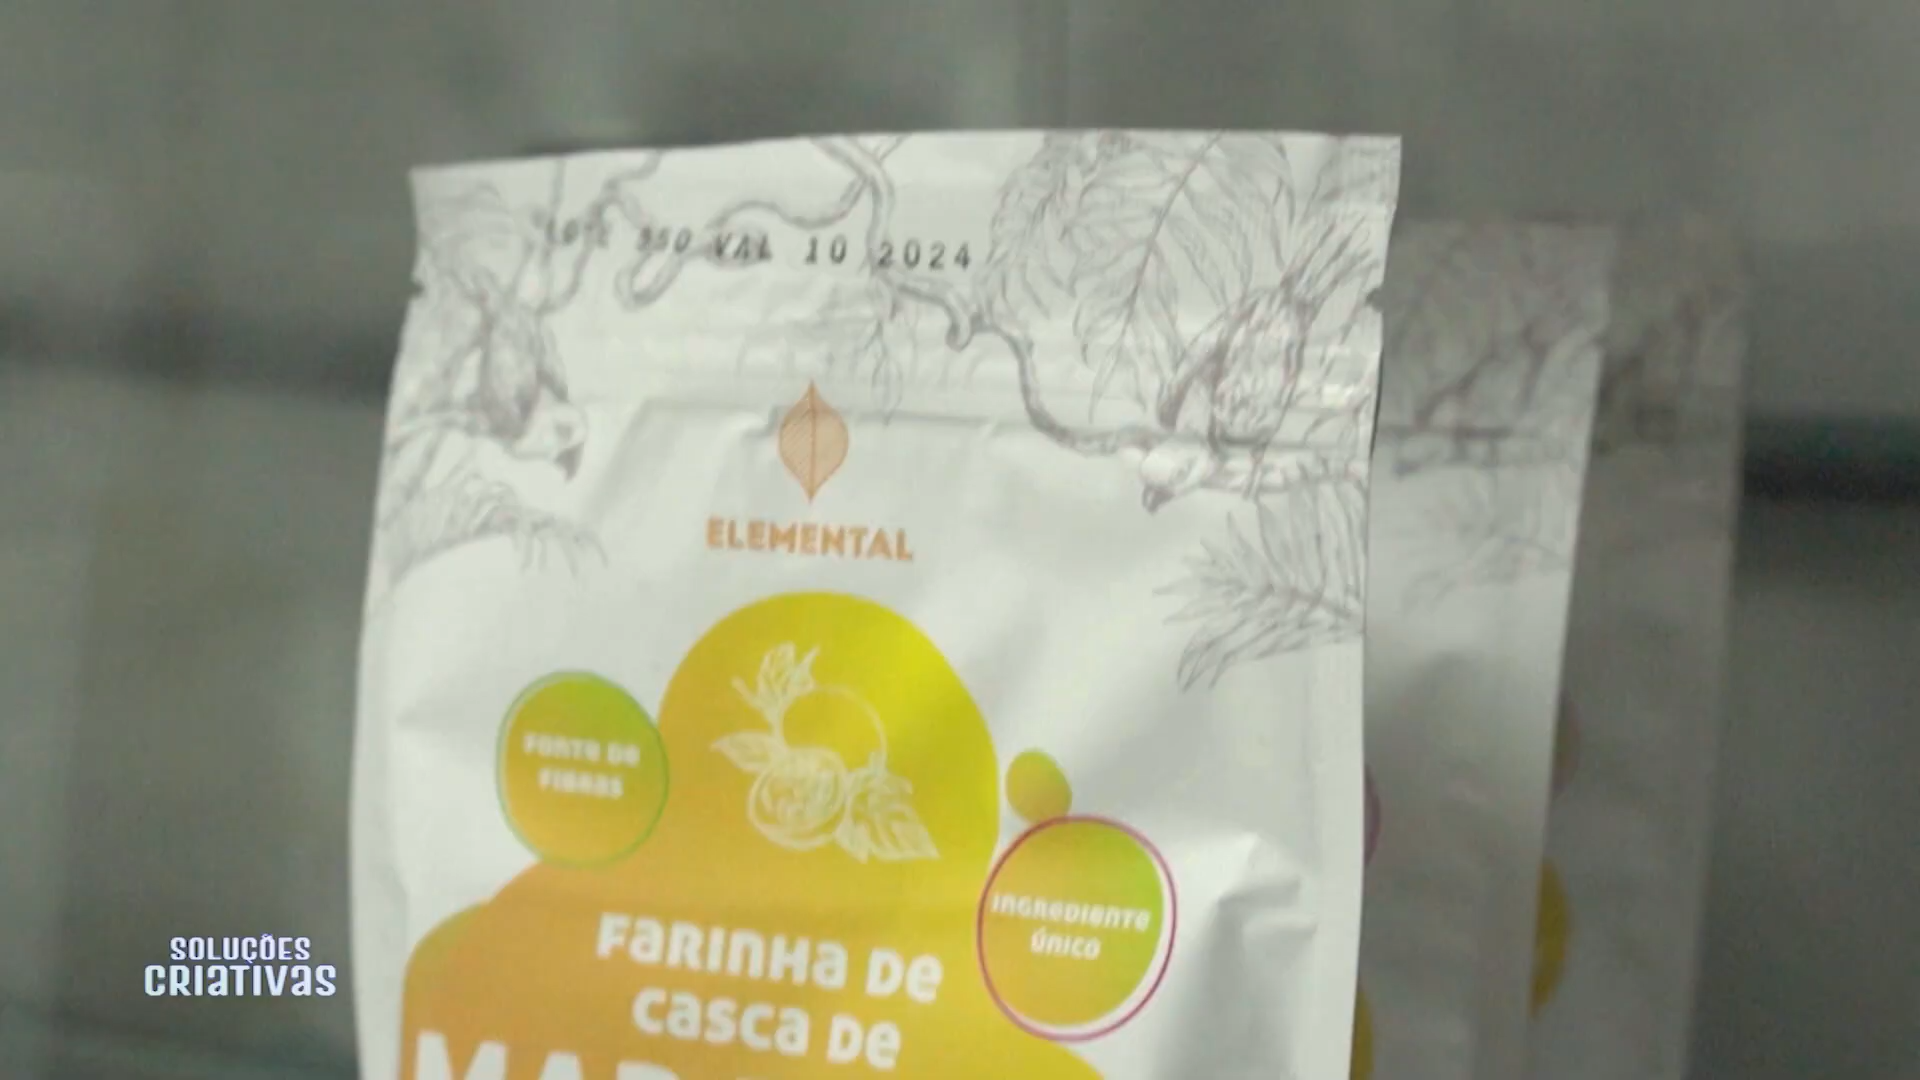 VAL 10 2024
ELEMENTAL
FONTE DE
FIBRAS
INGREDIENTE
ÚNICO
FARINHA DE
CASCA DE
SOLUÇÕES
CRIATIVAS